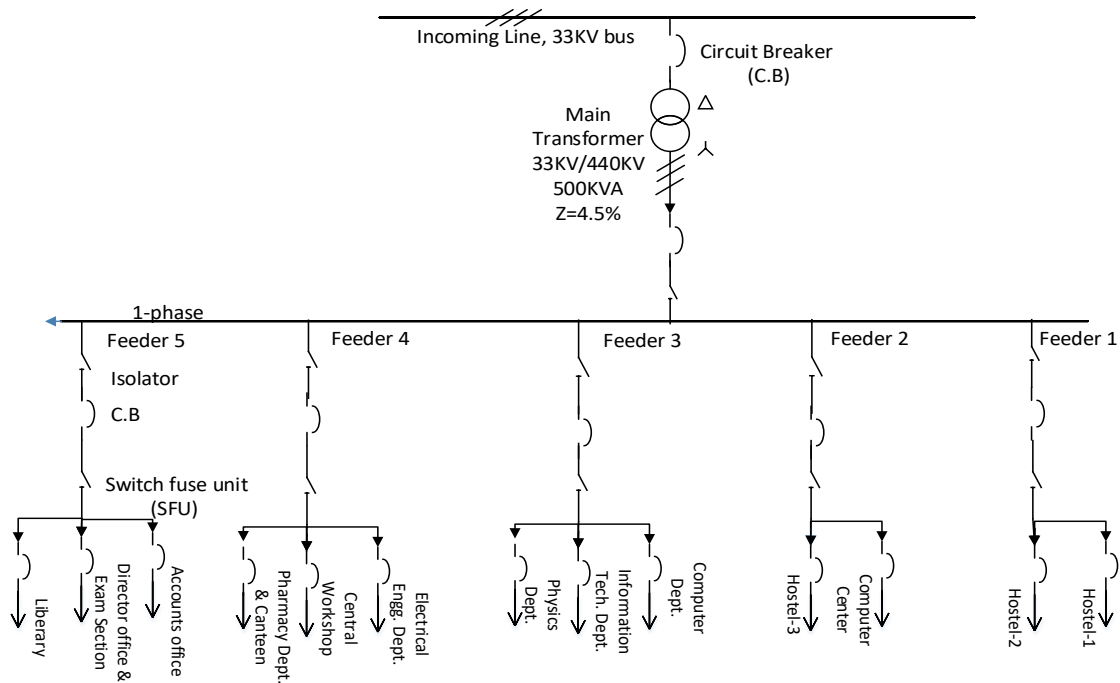 Incoming Line, 33KV bus
Circuit Breaker
(C.B)
Main
Transformer
33KV/440KV
500KVA
Z=4.5%
1-phase
Feeder 5
Feeder 4
Feeder 3
Feeder 2
Feeder 1
Isolator
C.B
Switch fuse unit
(SFU)
Liberary
Director office &
Exam Section
Accounts office
Pharmacy Dept.
& Canteen
Central
Workshop
Electrical
Engg. Dept.
Physics
Dept.
Information
Tech. Dept.
Computer
Dept.
Hostel-3
Computer
Center
Hostel-2
Hostel-1